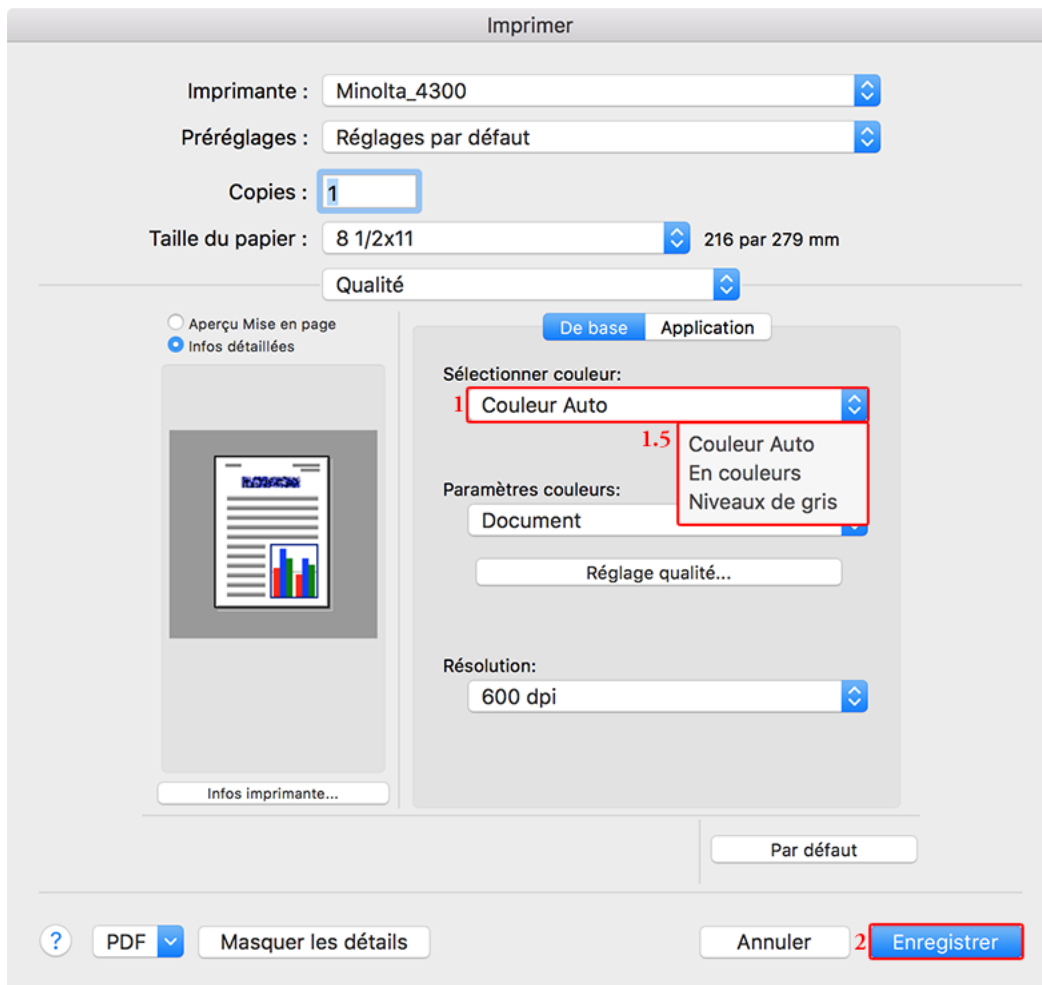 Imprimer
Imprimante : Minolta_4300
Préréglages : Réglages par défaut
Copies : 1
Taille du papier : 8 1/2x11 216 par 279 mm
Qualité
Aperçu Mise en page
Infos détaillées
De base Application
Sélectionner couleur:
1 Couleur Auto
1.5 Couleur Auto
En couleurs
Niveaux de gris
Paramètres couleurs:
Document
Réglage qualité...
Résolution:
600 dpi
Infos imprimante...
Par défaut
? PDF Masquer les détails Annuler 2 Enregistrer